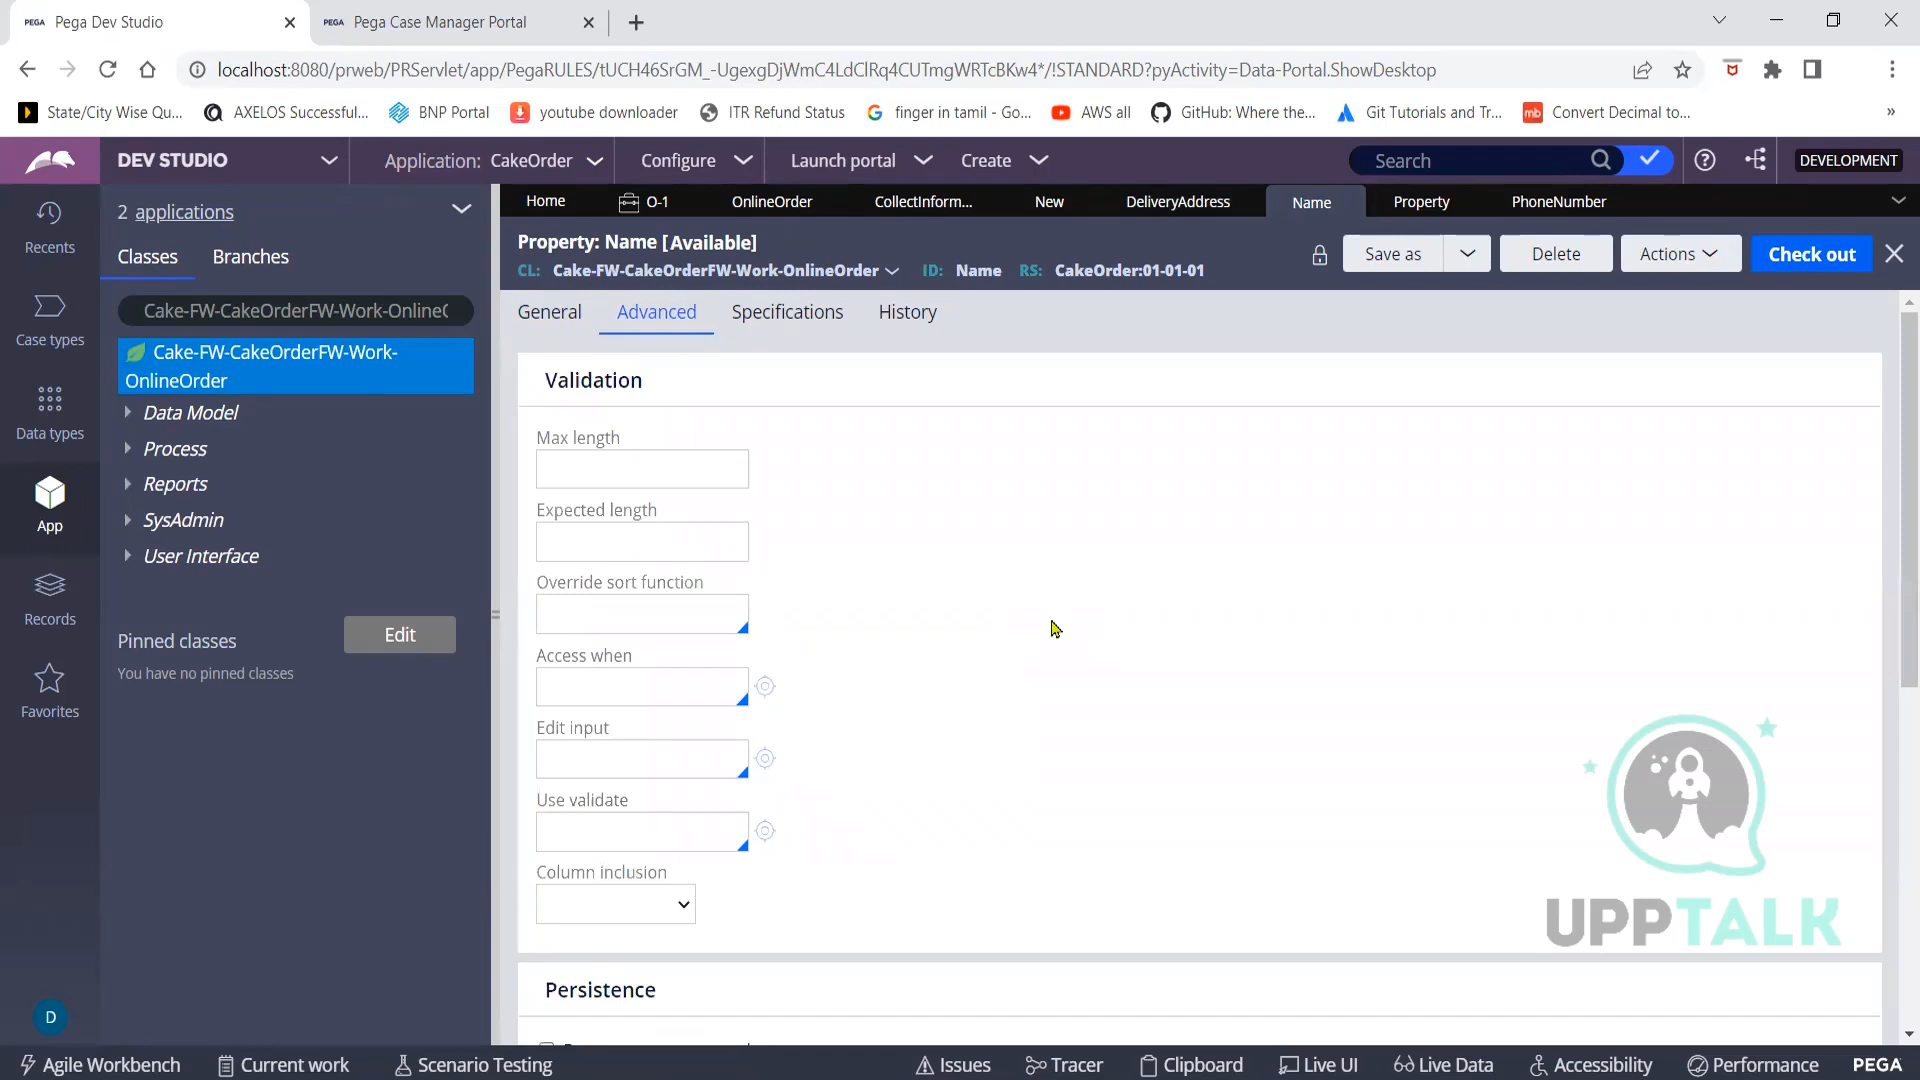 PEGA Pega Dev Studio
PEGA Pega Case Manager Portal
localhost:8080/prweb/PRServlet/app/PegaRULES/tUCH46SrGM_-UgexgDjWmC4LdClRq4CUTmgWRTcBKw4*/!STANDARD?pyActivity=Data-Portal.ShowDesktop
State/City Wise Qu... AXELOS Successful... BNP Portal youtube downloader ITR Refund Status finger in tamil - Go... AWS all GitHub: Where the... Git Tutorials and Tr... mb Convert Decimal to... »
DEV STUDIO Application: CakeOrder Configure Launch portal Create Search DEVELOPMENT
Home O-1 OnlineOrder CollectInform... New DeliveryAddress Name Property PhoneNumber
Recents
Case types
Data types
App
Records
Favorites
D
2 applications
Classes Branches
Cake-FW-CakeOrderFW-Work-Online(
Cake-FW-CakeOrderFW-Work-
OnlineOrder
Data Model
Process
Reports
SysAdmin
User Interface
Pinned classes Edit
You have no pinned classes
Property: Name [Available]
CL: Cake-FW-CakeOrderFW-Work-OnlineOrder ID: Name RS: CakeOrder:01-01-01
Save as Delete Actions Check out
General Advanced Specifications History
Validation
Max length
Expected length
Override sort function
Access when
Edit input
Use validate
Column inclusion
UPPTALK
Persistence
Agile Workbench Current work Scenario Testing Issues Tracer Clipboard Live UI Live Data Accessibility Performance PEGA